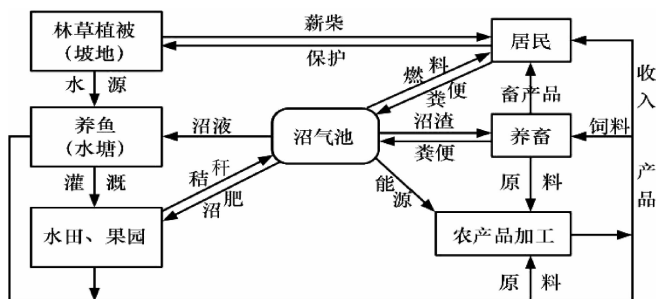 林草植被
(坡地)
薪柴
保护
居民
水 源
燃料
粪便
畜产品
收入
养鱼
(水塘)
沼液
沼气池
沼渣
粪便
养畜
饲料
灌 溉
秸秆
沼肥
能源
原 料
产品
水田、果园
农产品加工
原 料